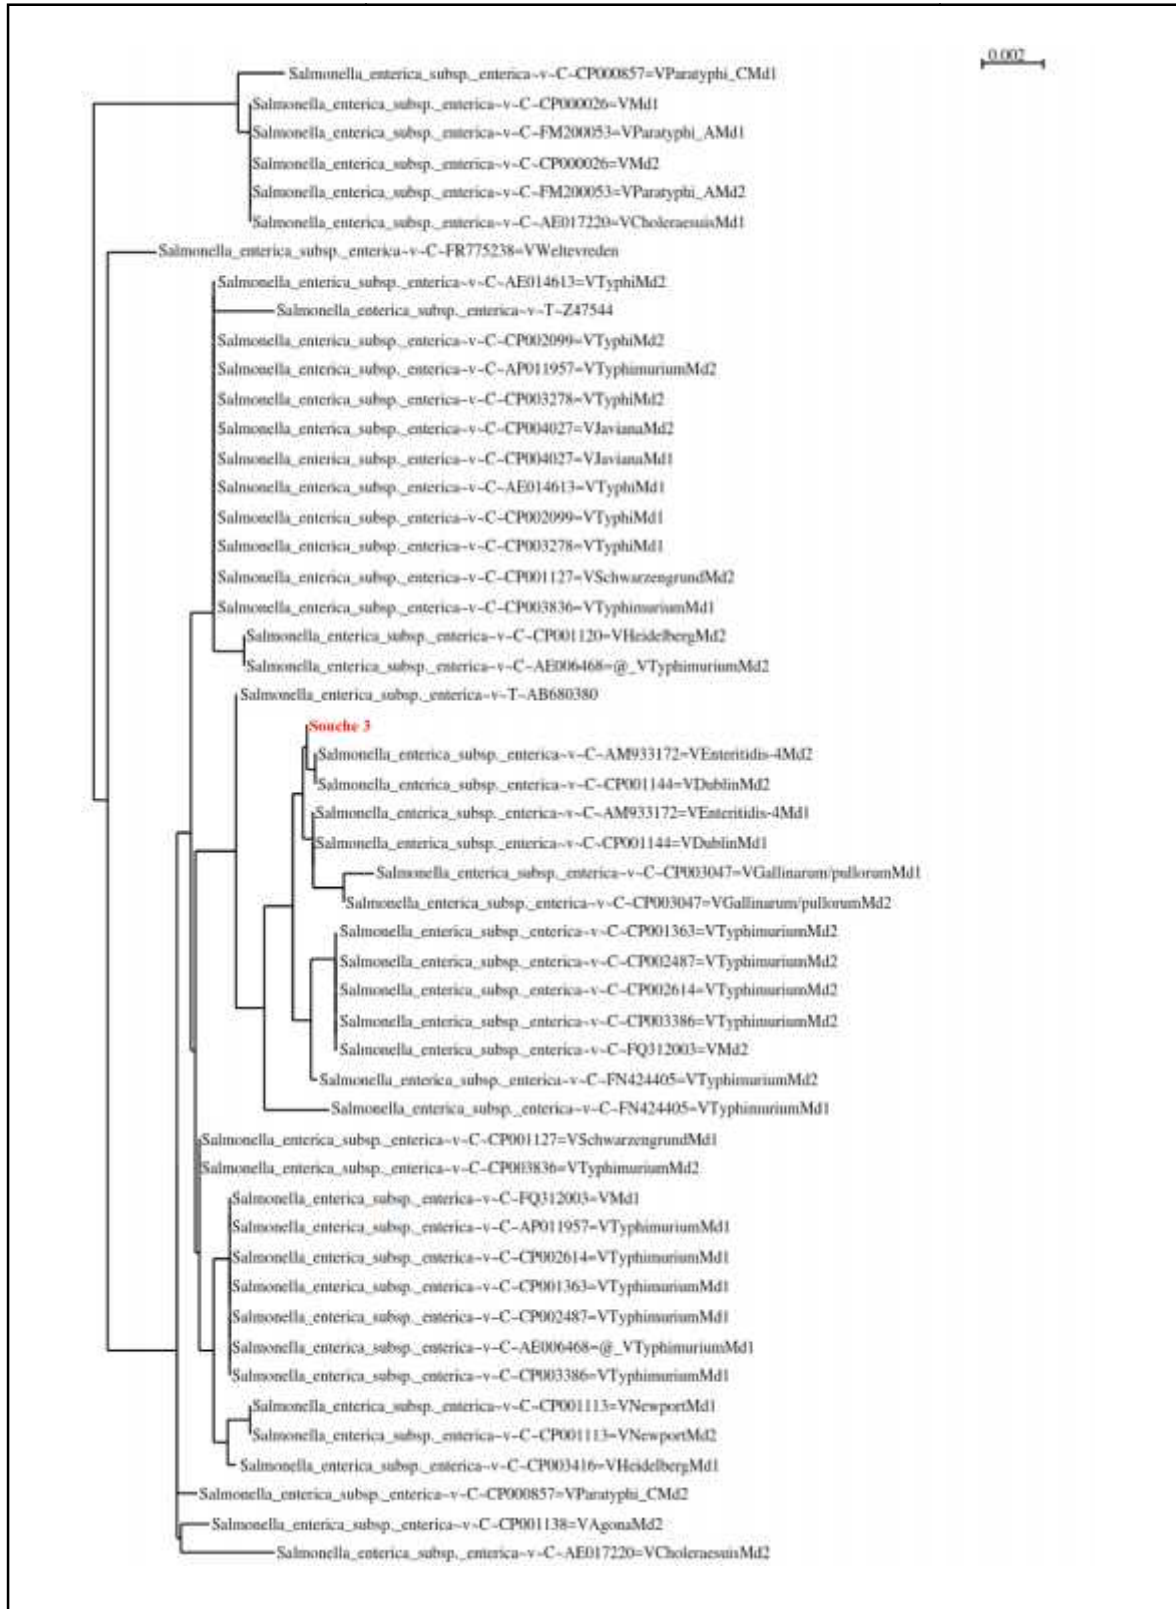 0.002
Salmonella_enterica_subsp._enterica~v~C~CP000857=VParatyphi_CMd1
Salmonella_enterica_subsp._enterica~v~C~CP000026=VMd1
Salmonella_enterica_subsp._enterica~v~C~FM200053=VParatyphi_AMd1
Salmonella_enterica_subsp._enterica~v~C~CP000026=VMd2
Salmonella_enterica_subsp._enterica~v~C~FM200053=VParatyphi_AMd2
Salmonella_enterica_subsp._enterica~v~C~AE017220=VCholeraesuisMd1
Salmonella_enterica_subsp._enterica~v~C~FR775238=VWeltevreden
Salmonella_enterica_subsp._enterica~v~C~AE014613=VTyphiMd2
Salmonella_enterica_subsp._enterica~v~T~Z47544
Salmonella_enterica_subsp._enterica~v~C~CP002099=VTyphiMd2
Salmonella_enterica_subsp._enterica~v~C~AP011957=VTyphimuriumMd2
Salmonella_enterica_subsp._enterica~v~C~CP003278=VTyphiMd2
Salmonella_enterica_subsp._enterica~v~C~CP004027=VJavianaMd2
Salmonella_enterica_subsp._enterica~v~C~CP004027=VJavianaMd1
Salmonella_enterica_subsp._enterica~v~C~AE014613=VTyphiMd1
Salmonella_enterica_subsp._enterica~v~C~CP002099=VTyphiMd1
Salmonella_enterica_subsp._enterica~v~C~CP003278=VTyphiMd1
Salmonella_enterica_subsp._enterica~v~C~CP001127=VSchwarzengrundMd2
Salmonella_enterica_subsp._enterica~v~C~CP003836=VTyphimuriumMd1
Salmonella_enterica_subsp._enterica~v~C~CP001120=VHeidelbergMd2
Salmonella_enterica_subsp._enterica~v~C~AE006468=@_VTyphimuriumMd2
Salmonella_enterica_subsp._enterica~v~T~AB680380
Souche 3
Salmonella_enterica_subsp._enterica~v~C~AM933172=VEnteritidis-4Md2
Salmonella_enterica_subsp._enterica~v~C~CP001144=VDublinMd2
Salmonella_enterica_subsp._enterica~v~C~AM933172=VEnteritidis-4Md1
Salmonella_enterica_subsp._enterica~v~C~CP001144=VDublinMd1
Salmonella_enterica_subsp._enterica~v~C~CP003047=VGallinarum/pullorumMd1
Salmonella_enterica_subsp._enterica~v~C~CP003047=VGallinarum/pullorumMd2
Salmonella_enterica_subsp._enterica~v~C~CP001363=VTyphimuriumMd2
Salmonella_enterica_subsp._enterica~v~C~CP002487=VTyphimuriumMd2
Salmonella_enterica_subsp._enterica~v~C~CP002614=VTyphimuriumMd2
Salmonella_enterica_subsp._enterica~v~C~CP003386=VTyphimuriumMd2
Salmonella_enterica_subsp._enterica~v~C~FQ312003=VMd2
Salmonella_enterica_subsp._enterica~v~C~FN424405=VTyphimuriumMd2
Salmonella_enterica_subsp._enterica~v~C~FN424405=VTyphimuriumMd1
Salmonella_enterica_subsp._enterica~v~C~CP001127=VSchwarzengrundMd1
Salmonella_enterica_subsp._enterica~v~C~CP003836=VTyphimuriumMd2
Salmonella_enterica_subsp._enterica~v~C~FQ312003=VMd1
Salmonella_enterica_subsp._enterica~v~C~AP011957=VTyphimuriumMd1
Salmonella_enterica_subsp._enterica~v~C~CP002614=VTyphimuriumMd1
Salmonella_enterica_subsp._enterica~v~C~CP001363=VTyphimuriumMd1
Salmonella_enterica_subsp._enterica~v~C~CP002487=VTyphimuriumMd1
Salmonella_enterica_subsp._enterica~v~C~AE006468=@_VTyphimuriumMd1
Salmonella_enterica_subsp._enterica~v~C~CP003386=VTyphimuriumMd1
Salmonella_enterica_subsp._enterica~v~C~CP001113=VNewportMd1
Salmonella_enterica_subsp._enterica~v~C~CP001113=VNewportMd2
Salmonella_enterica_subsp._enterica~v~C~CP003416=VHeidelbergMd1
Salmonella_enterica_subsp._enterica~v~C~CP000857=VParatyphi_CMd2
Salmonella_enterica_subsp._enterica~v~C~CP001138=VAgonaMd2
Salmonella_enterica_subsp._enterica~v~C~AE017220=VCholeraesuisMd2